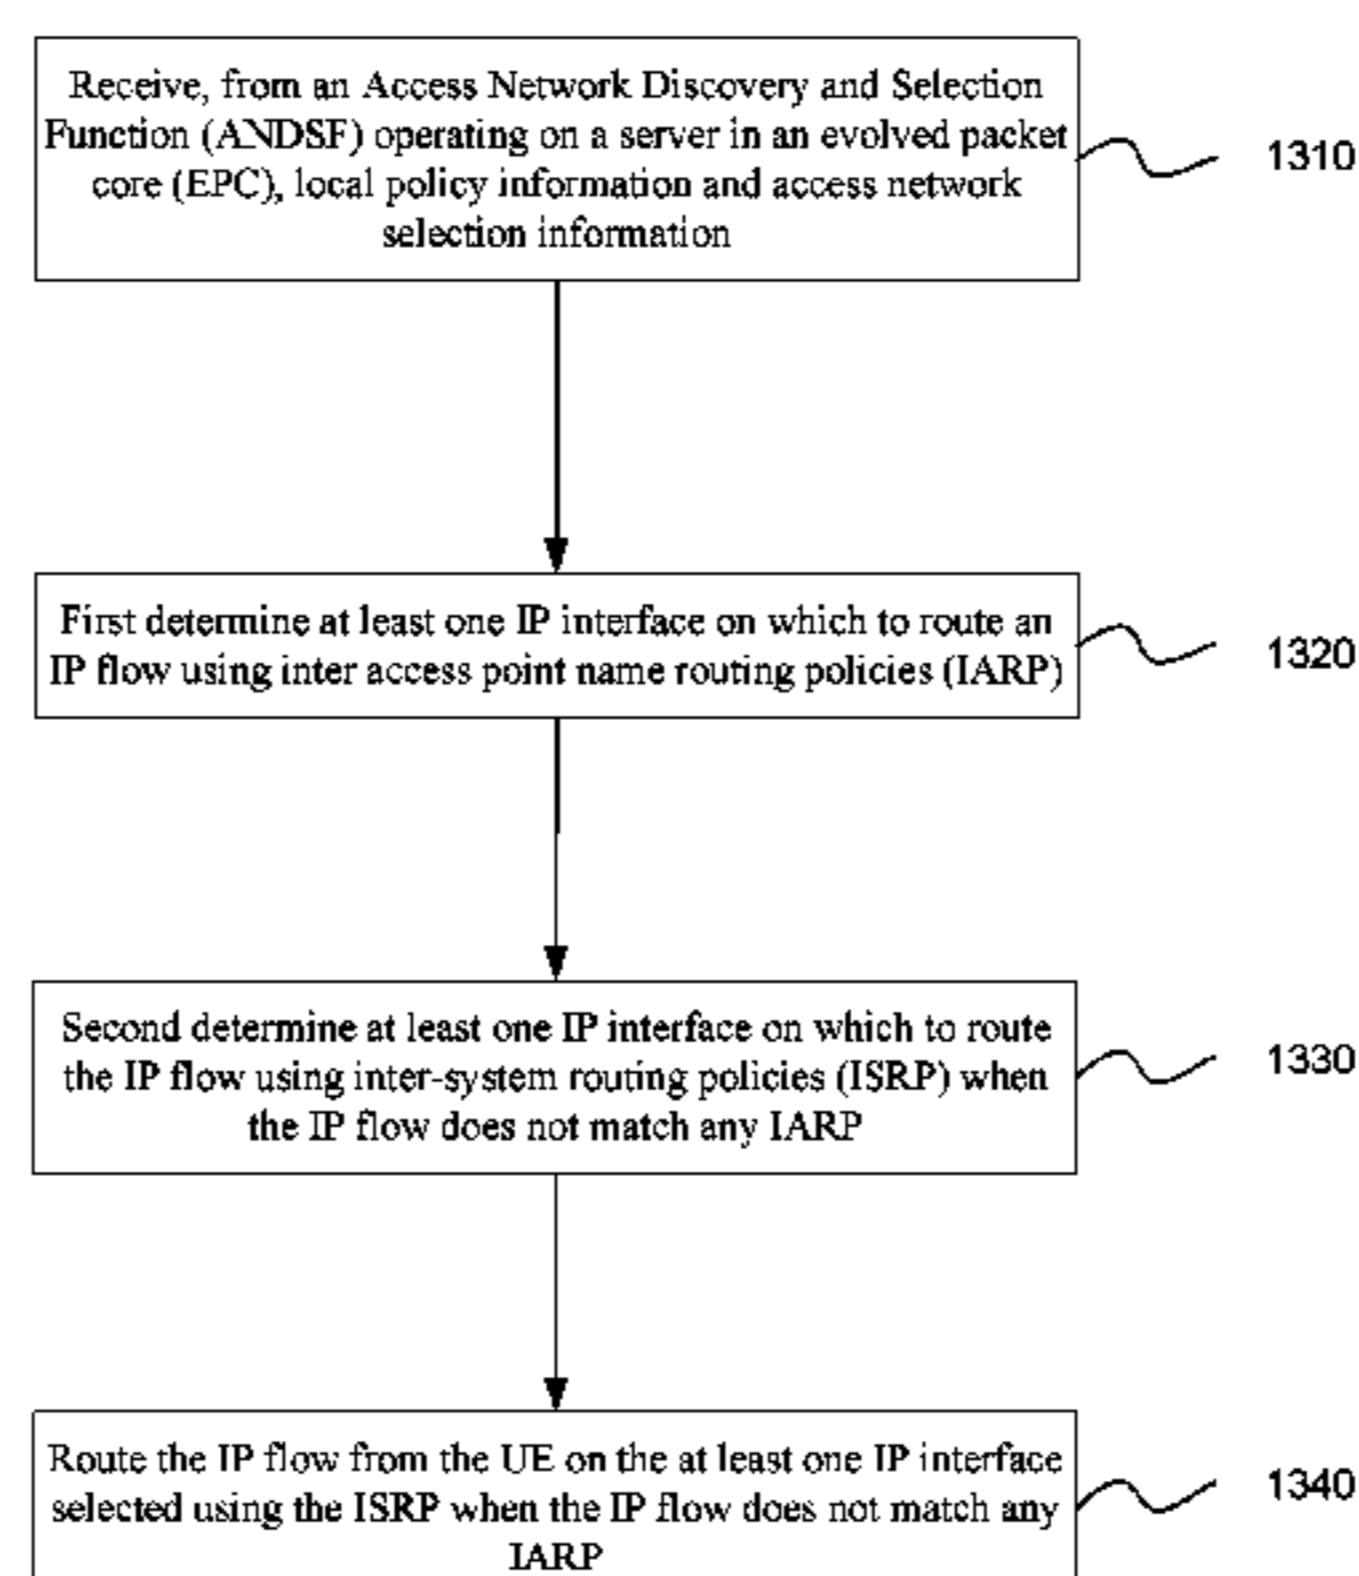 Receive, from an Access Network Discovery and Selection
Function (ANDSF) operating on a server in an evolved packet
core (EPC), local policy information and access network
selection information
1310
First determine at least one IP interface on which to route an
IP flow using inter access point name routing policies (IARP)
1320
Second determine at least one IP interface on which to route
the IP flow using inter-system routing policies (ISRP) when
the IP flow does not match any IARP
1330
Route the IP flow from the UE on the at least one IP interface
selected using the ISRP when the IP flow does not match any
IARP
1340